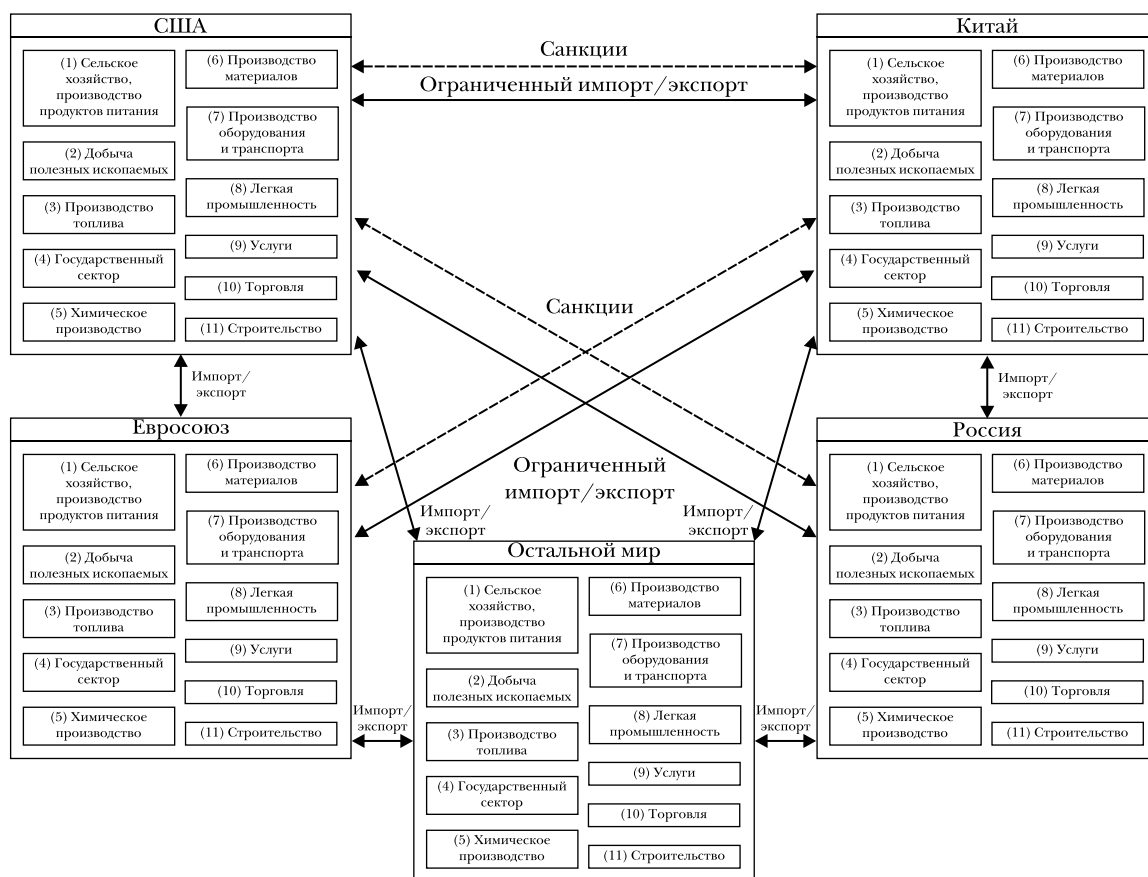 США
(1) Сельское
хозяйство,
производство
продуктов питания
(2) Добыча
полезных ископаемых
(3) Производство
топлива
(4) Государственный
сектор
(5) Химическое
производство
(6) Производство
материалов
(7) Производство
оборудования
и транспорта
(8) Легкая
промышленность
(9) Услуги
(10) Торговля
(11) Строительство
Санкции
Ограниченный импорт/экспорт
Китай
(1) Сельское
хозяйство,
производство
продуктов питания
(2) Добыча
полезных ископаемых
(3) Производство
топлива
(4) Государственный
сектор
(5) Химическое
производство
(6) Производство
материалов
(7) Производство
оборудования
и транспорта
(8) Легкая
промышленность
(9) Услуги
(10) Торговля
(11) Строительство
Санкции
Импорт/
экспорт
Импорт/
экспорт
Ограниченный
импорт/экспорт
Импорт/
экспорт
Импорт/
экспорт
Евросоюз
(1) Сельское
хозяйство,
производство
продуктов питания
(2) Добыча
полезных ископаемых
(3) Производство
топлива
(4) Государственный
сектор
(5) Химическое
производство
(6) Производство
материалов
(7) Производство
оборудования
и транспорта
(8) Легкая
промышленность
(9) Услуги
(10) Торговля
(11) Строительство
Импорт/
экспорт
Остальной мир
(1) Сельское
хозяйство,
производство
продуктов питания
(2) Добыча
полезных ископаемых
(3) Производство
топлива
(4) Государственный
сектор
(5) Химическое
производство
(6) Производство
материалов
(7) Производство
оборудования
и транспорта
(8) Легкая
промышленность
(9) Услуги
(10) Торговля
(11) Строительство
Импорт/
экспорт
Россия
(1) Сельское
хозяйство,
производство
продуктов питания
(2) Добыча
полезных ископаемых
(3) Производство
топлива
(4) Государственный
сектор
(5) Химическое
производство
(6) Производство
материалов
(7) Производство
оборудования
и транспорта
(8) Легкая
промышленность
(9) Услуги
(10) Торговля
(11) Строительство